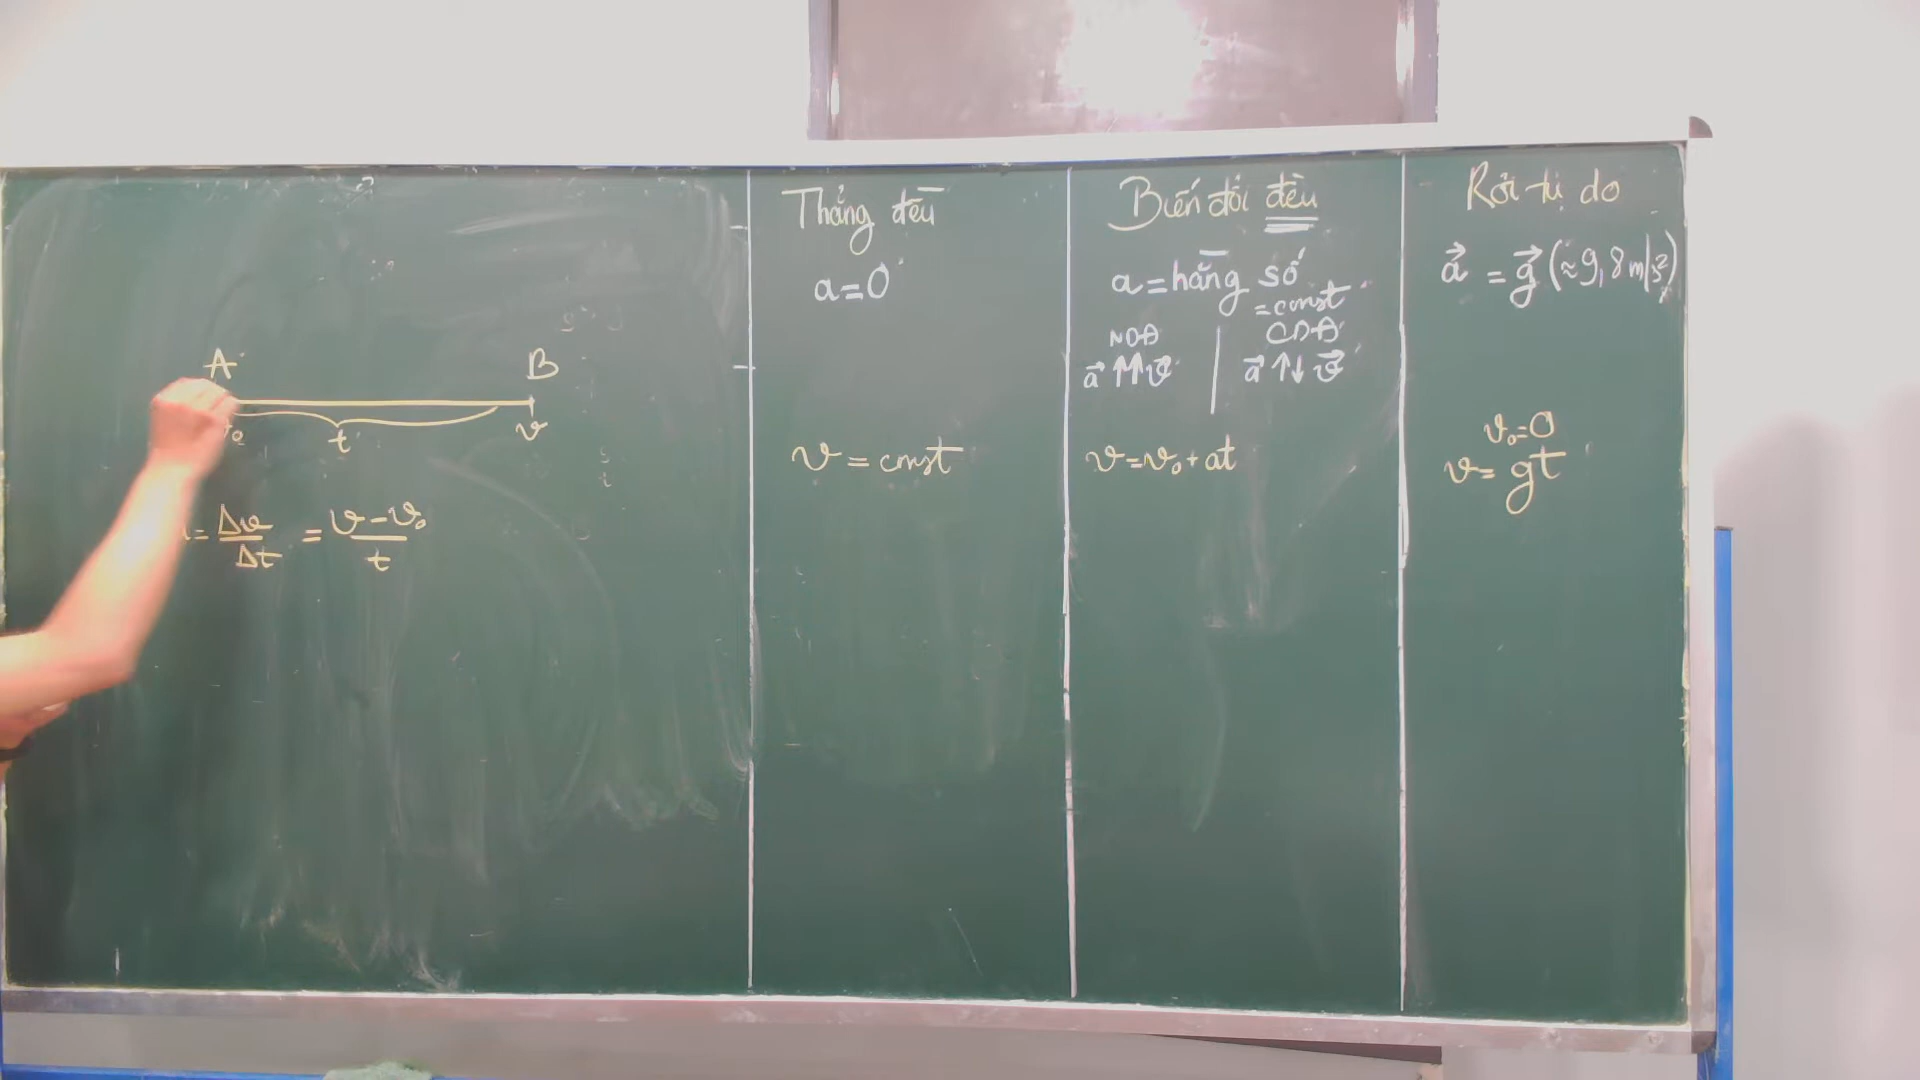 A B
t v
= Δv/Δt = v - v₀/t
Thẳng đều
a = 0
v = const
Biến đổi đều
a = hằng số
= const
NDĐ | CDĐ
a⃗ ↑↑ v⃗ | a⃗ ↑↓ v⃗
v = v₀ + at
Rơi tự do
a⃗ = g⃗ (≈ 9,8 m/s²)
v₀ = 0
v = gt